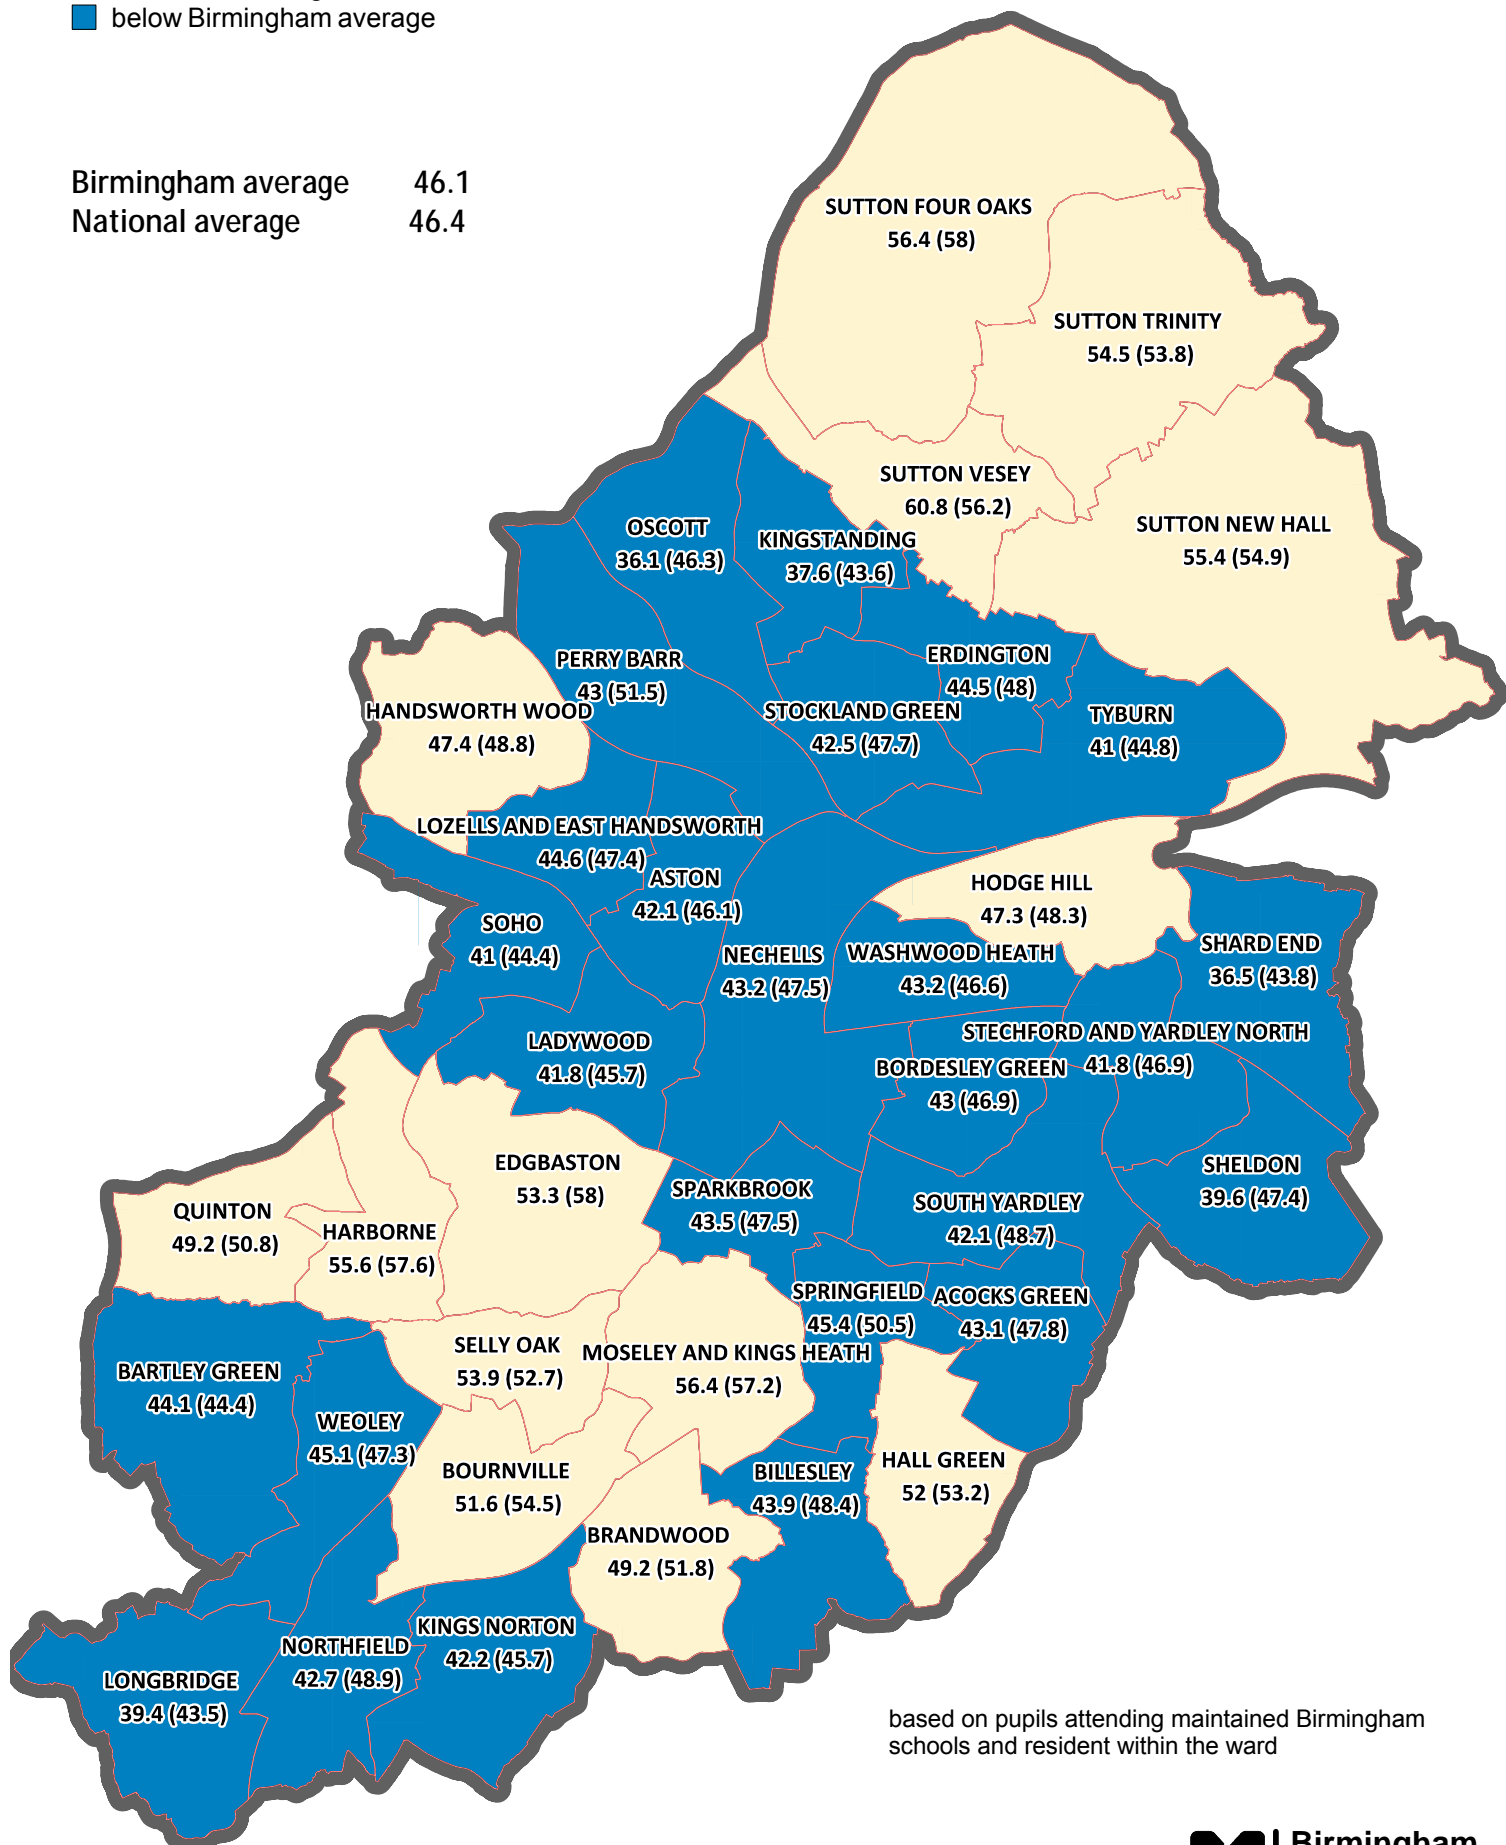 below Birmingham average
Birmingham average 46.1
National average 46.4
SUTTON FOUR OAKS
56.4 (58)
SUTTON TRINITY
54.5 (53.8)
SUTTON VESEY
60.8 (56.2)
SUTTON NEW HALL
55.4 (54.9)
OSCOTT
36.1 (46.3)
KINGSTANDING
37.6 (43.6)
PERRY BARR
43 (51.5)
ERDINGTON
44.5 (48)
HANDSWORTH WOOD
47.4 (48.8)
STOCKLAND GREEN
42.5 (47.7)
TYBURN
41 (44.8)
LOZELLS AND EAST HANDSWORTH
44.6 (47.4)
ASTON
42.1 (46.1)
HODGE HILL
47.3 (48.3)
SOHO
41 (44.4)
NECHELLS
43.2 (47.5)
WASHWOOD HEATH
43.2 (46.6)
SHARD END
36.5 (43.8)
LADYWOOD
41.8 (45.7)
STECHFORD AND YARDLEY NORTH
41.8 (46.9)
BORDESLEY GREEN
43 (46.9)
EDGBASTON
53.3 (58)
SPARKBROOK
43.5 (47.5)
SOUTH YARDLEY
42.1 (48.7)
SHELDON
39.6 (47.4)
QUINTON
49.2 (50.8)
HARBORNE
55.6 (57.6)
SPRINGFIELD
45.4 (50.5)
ACOCKS GREEN
43.1 (47.8)
SELLY OAK
53.9 (52.7)
MOSELEY AND KINGS HEATH
56.4 (57.2)
BARTLEY GREEN
44.1 (44.4)
WEOLEY
45.1 (47.3)
BOURNVILLE
51.6 (54.5)
BILLESLEY
43.9 (48.4)
HALL GREEN
52 (53.2)
BRANDWOOD
49.2 (51.8)
KINGS NORTON
42.2 (45.7)
NORTHFIELD
42.7 (48.9)
LONGBRIDGE
39.4 (43.5)
based on pupils attending maintained Birmingham
schools and resident within the ward
Birmingham